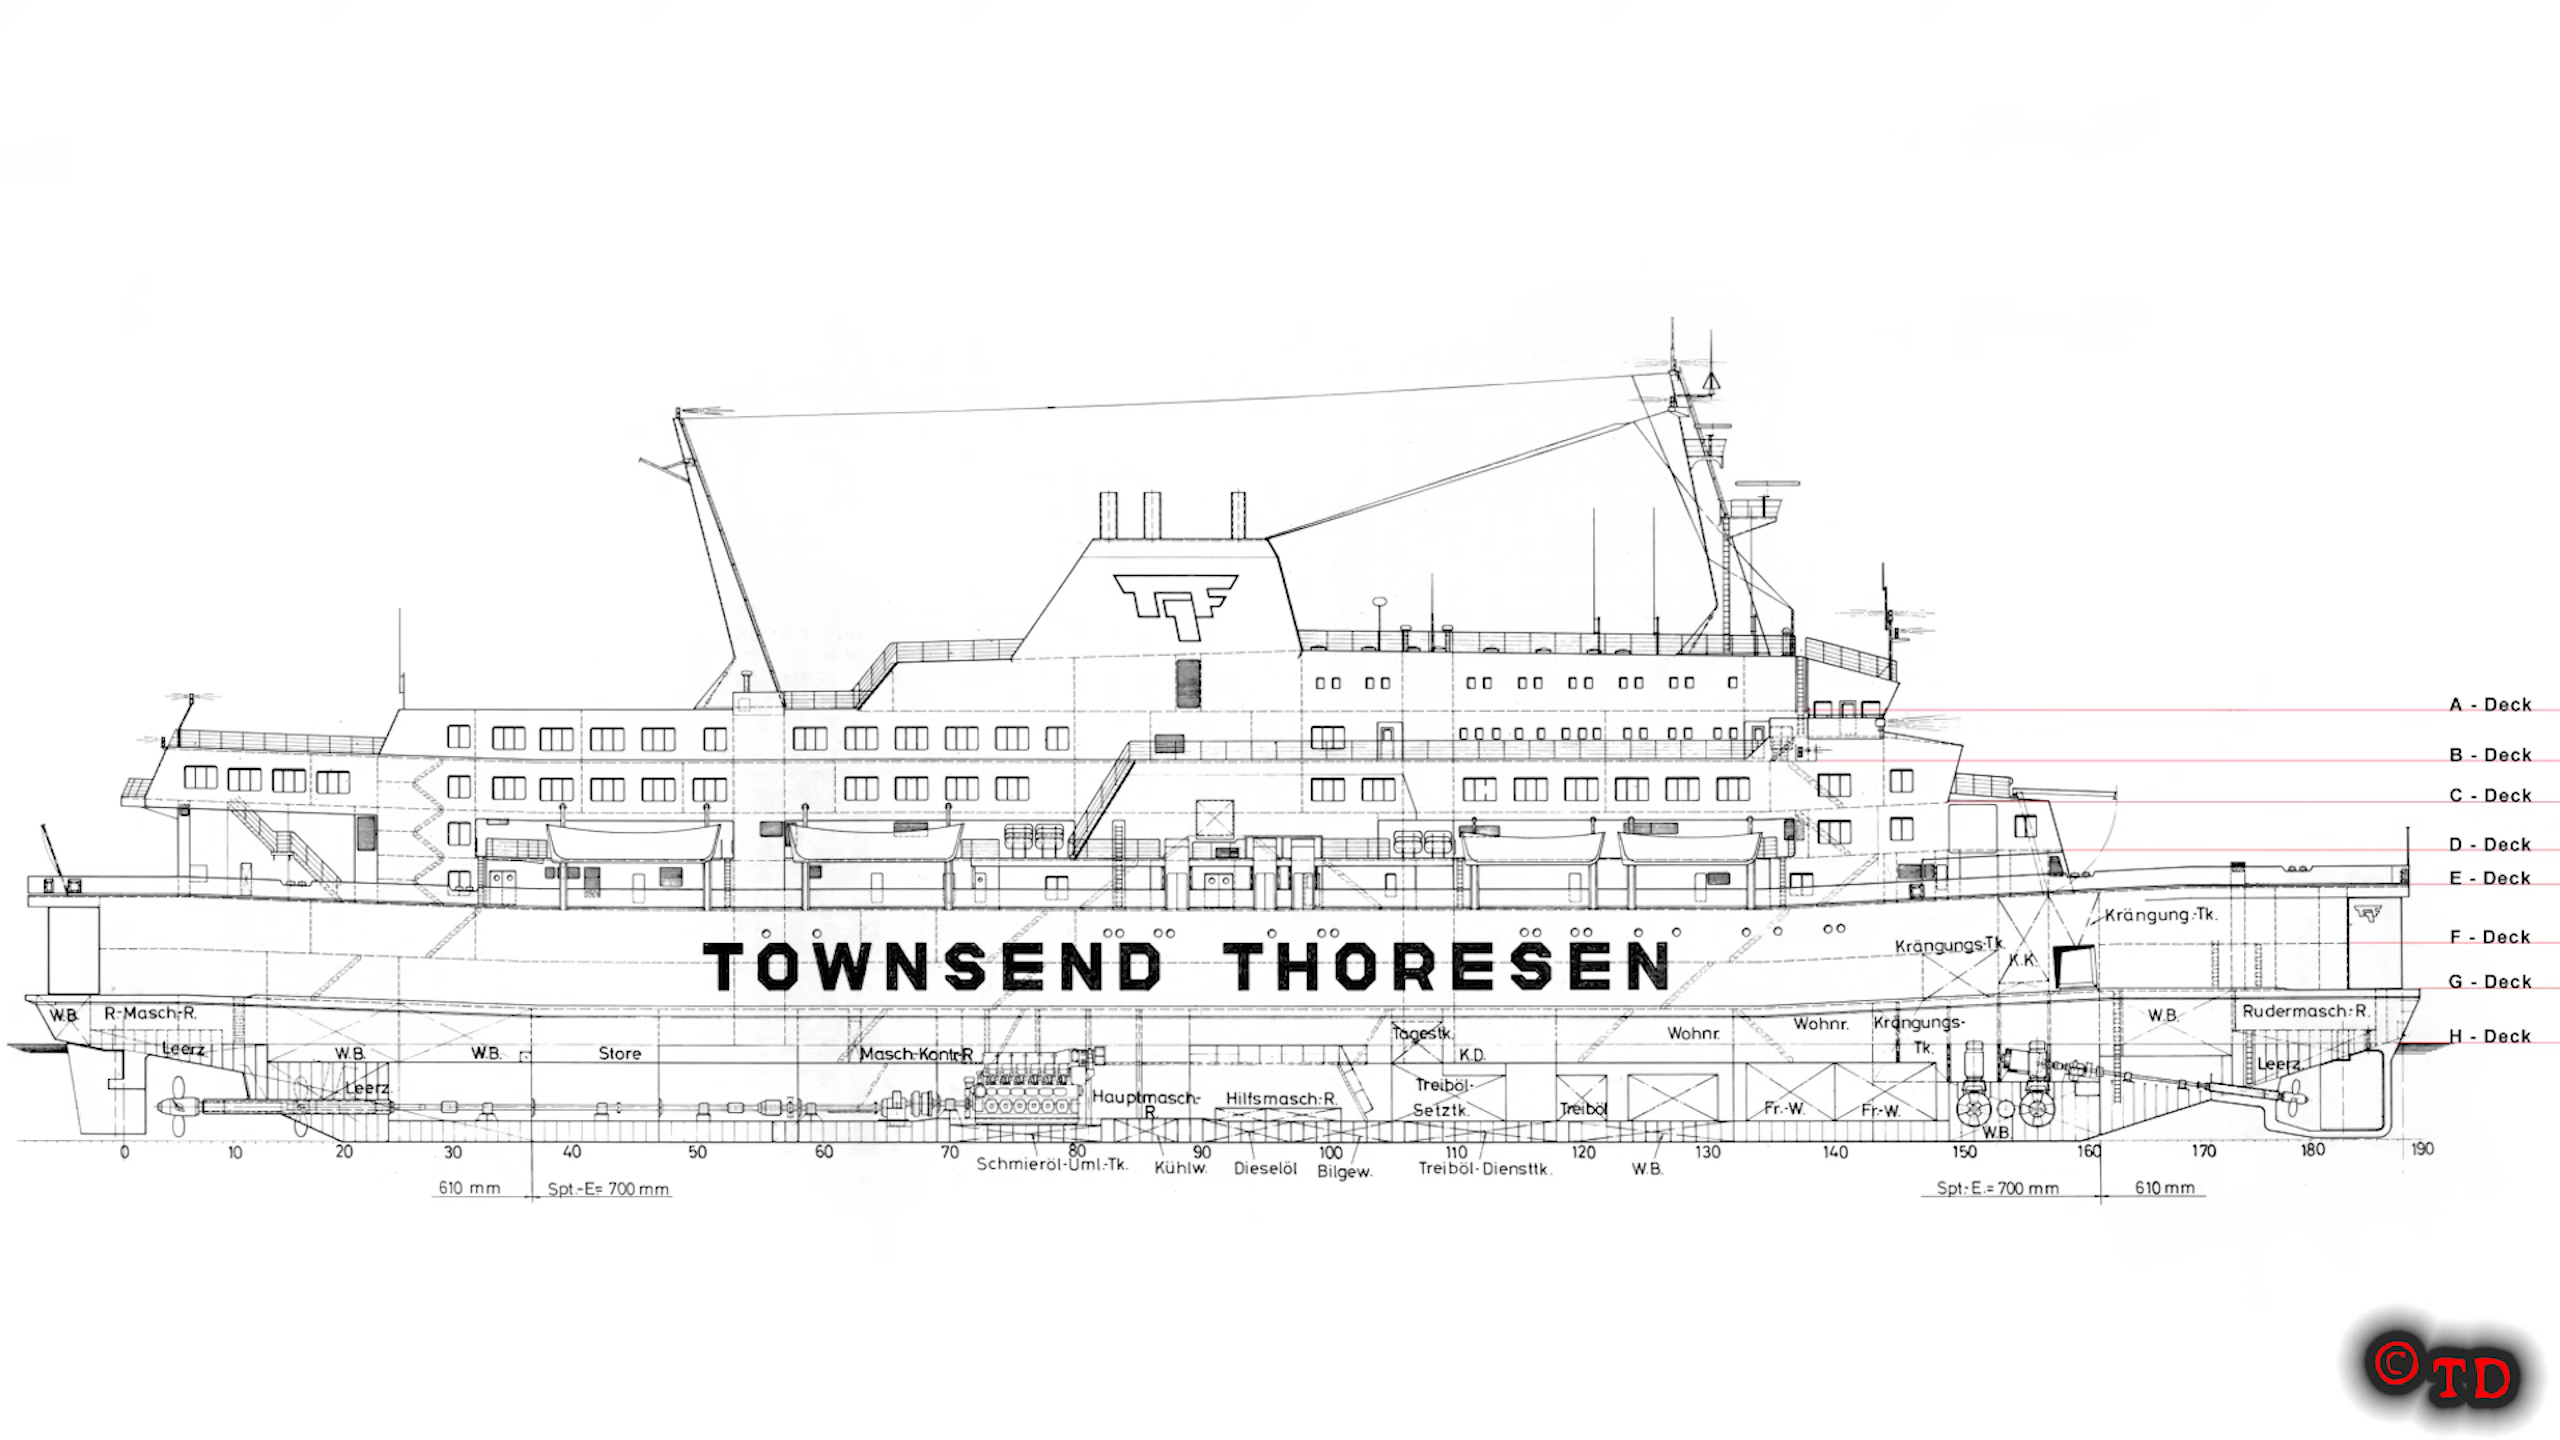 A - Deck
B - Deck
C - Deck
D - Deck
E - Deck
F - Deck
G - Deck
H - Deck
TOWNSEND THORESEN
Krängung.-Tk.
Krängungs-Tk.
K.K.
W.B.
R.-Masch.-R.
Leerz.
W.B.
Leerz.
W.B.
Store
Masch.-Kontr.-R.
Hauptmasch.-
R.
Hilfsmasch.-R.
Tagestk.
K.D.
Treiböl-
Setztk.
Treiböl
Wohnr.
Wohnr.
Krängungs-
Tk.
Fr.-W.
Fr.-W.
W.B.
W.B.
Rudermasch.-R.
Leerz.
0 10 20 30 40 50 60 70 80 90 100 110 120 130 140 150 160 170 180 190
Schmieröl-Uml.-Tk.
Kühlw.
Dieselöl
Bilgew.
Treiböl-Diensttk.
W.B.
610 mm
Spt.-E.= 700 mm
Spt.-E.= 700 mm
610 mm
© TD